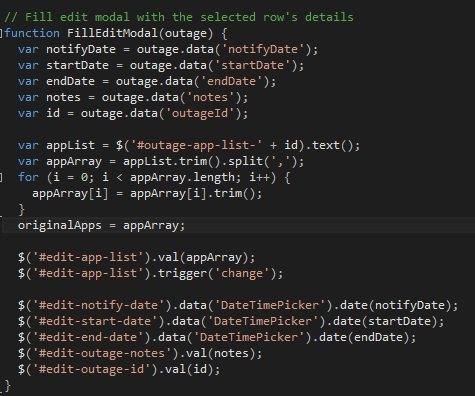 // Fill edit modal with the selected row's details
function FillEditModal(outage) {
var notifyDate = outage.data('notifyDate');
var startDate = outage.data('startDate');
var endDate = outage.data('endDate');
var notes = outage.data('notes');
var id = outage.data('outageId');
var appList = $('#outage-app-list-' + id).text();
var appArray = appList.trim().split(',');
for (i = 0; i < appArray.length; i++) {
appArray[i] = appArray[i].trim();
}
originalApps = appArray;
$('#edit-app-list').val(appArray);
$('#edit-app-list').trigger('change');
$('#edit-notify-date').data('DateTimePicker').date(notifyDate);
$('#edit-start-date').data('DateTimePicker').date(startDate);
$('#edit-end-date').data('DateTimePicker').date(endDate);
$('#edit-outage-notes').val(notes);
$('#edit-outage-id').val(id);
}